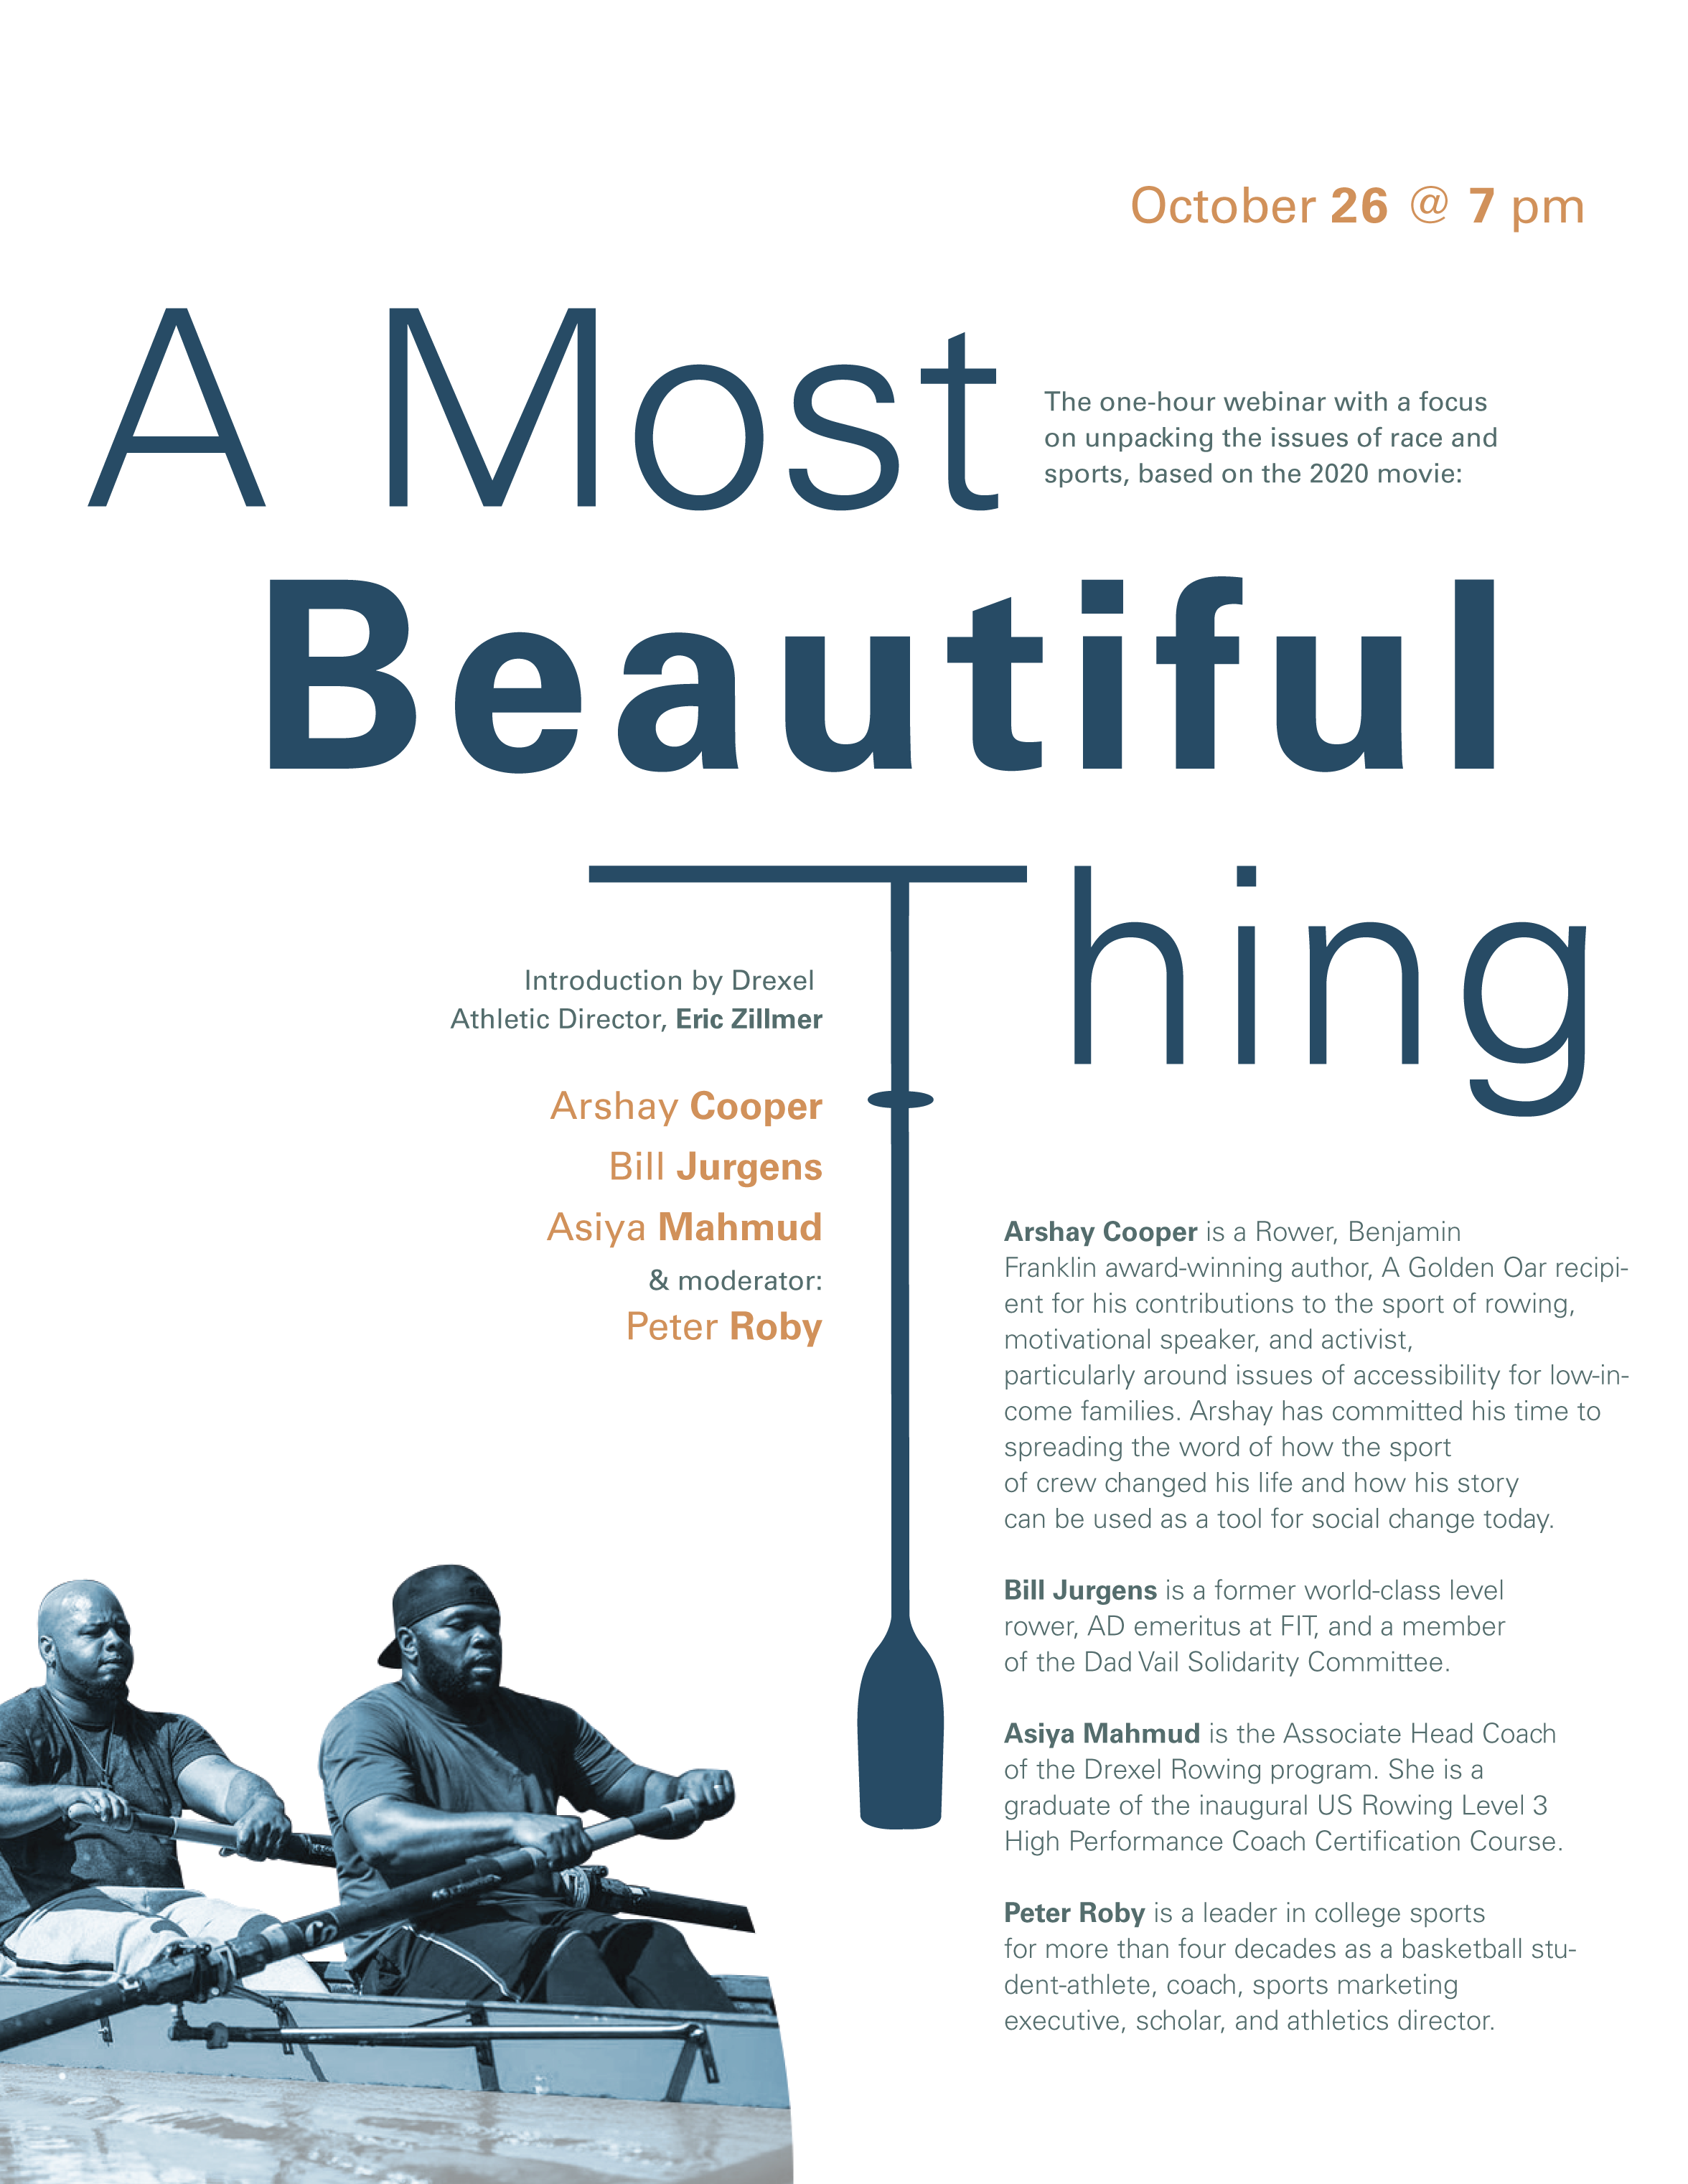 October 26 @ 7 pm
A Most
The one-hour webinar with a focus
on unpacking the issues of race and
sports, based on the 2020 movie:
Beautiful
Thing
Introduction by Drexel
Athletic Director, Eric Zillmer
Arshay Cooper
Bill Jurgens
Asiya Mahmud
& moderator:
Peter Roby
Arshay Cooper is a Rower, Benjamin
Franklin award-winning author, A Golden Oar recipi-
ent for his contributions to the sport of rowing,
motivational speaker, and activist,
particularly around issues of accessibility for low-in-
come families. Arshay has committed his time to
spreading the word of how the sport
of crew changed his life and how his story
can be used as a tool for social change today.
Bill Jurgens is a former world-class level
rower, AD emeritus at FIT, and a member
of the Dad Vail Solidarity Committee.
Asiya Mahmud is the Associate Head Coach
of the Drexel Rowing program. She is a
graduate of the inaugural US Rowing Level 3
High Performance Coach Certification Course.
Peter Roby is a leader in college sports
for more than four decades as a basketball stu-
dent-athlete, coach, sports marketing
executive, scholar, and athletics director.